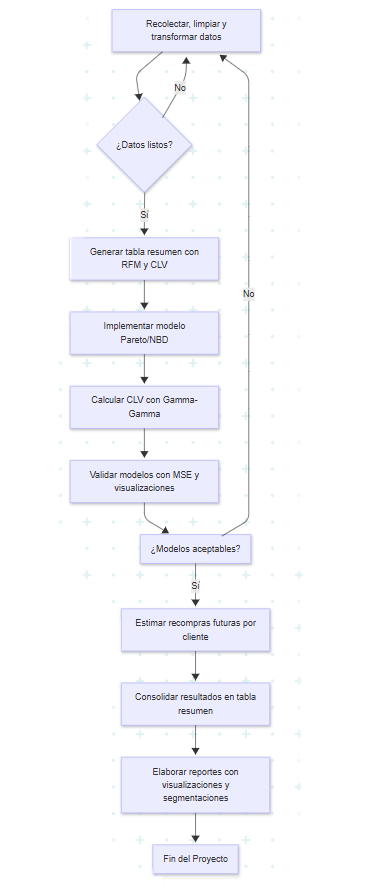 Recolectar, limpiar y
transformar datos
No
¿Datos listos?
Sí
Generar tabla resumen con
RFM y CLV
No
Implementar modelo
Pareto/NBD
Calcular CLV con Gamma-
Gamma
Validar modelos con MSE y
visualizaciones
¿Modelos aceptables?
Sí
Estimar recompras futuras por
cliente
Consolidar resultados en tabla
resumen
Elaborar reportes con
visualizaciones y
segmentaciones
Fin del Proyecto